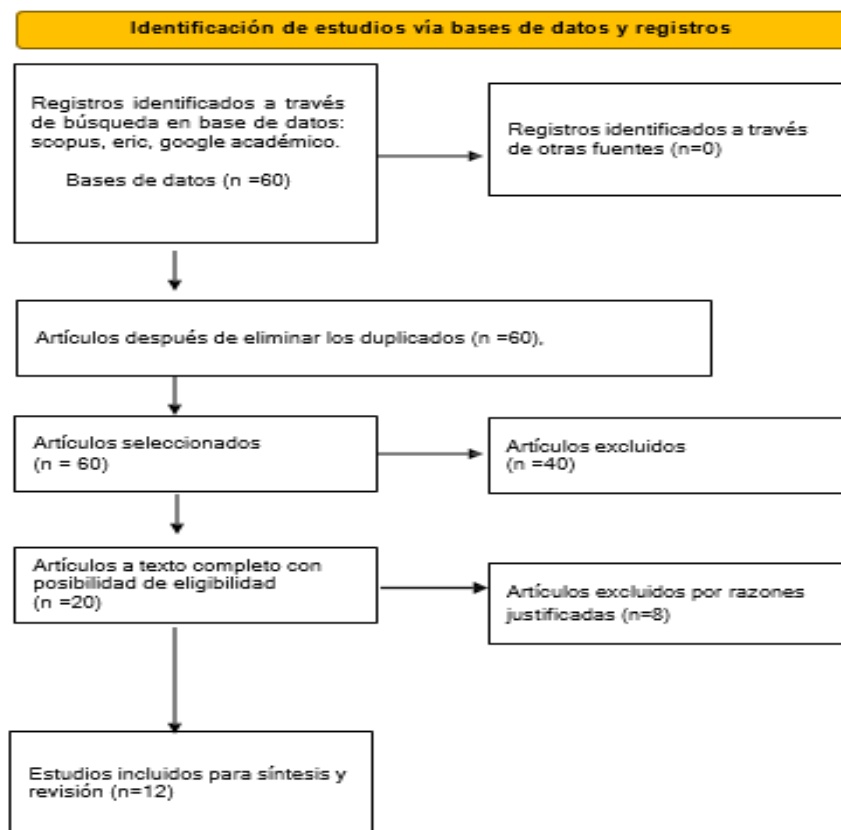 Identificación de estudios vía bases de datos y registros
Registros identificados a través
de búsqueda en base de datos:
scopus, eric, google académico.
Bases de datos (n =60)
Registros identificados a través
de otras fuentes (n=0)
Artículos después de eliminar los duplicados (n =60),
Artículos seleccionados
(n = 60)
Artículos excluidos
(n =40)
Artículos a texto completo con
posibilidad de eligibilidad
(n =20)
Artículos excluidos por razones
justificadas (n=8)
Estudios incluidos para síntesis y
revisión (n=12)